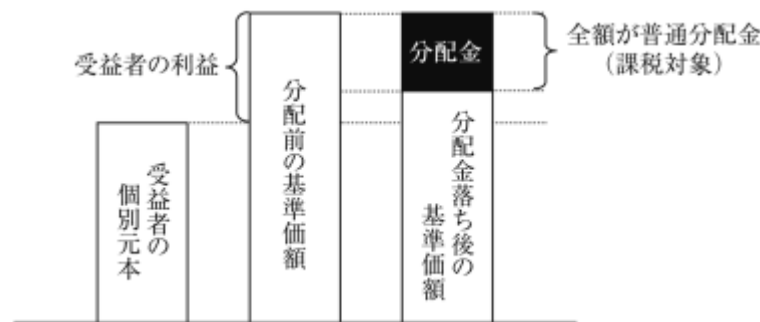 受益者の利益
分配金
全額が普通分配金
（課税対象）
受益者の
個別元本
分配前の基準価額
分配金落ち後の
基準価額